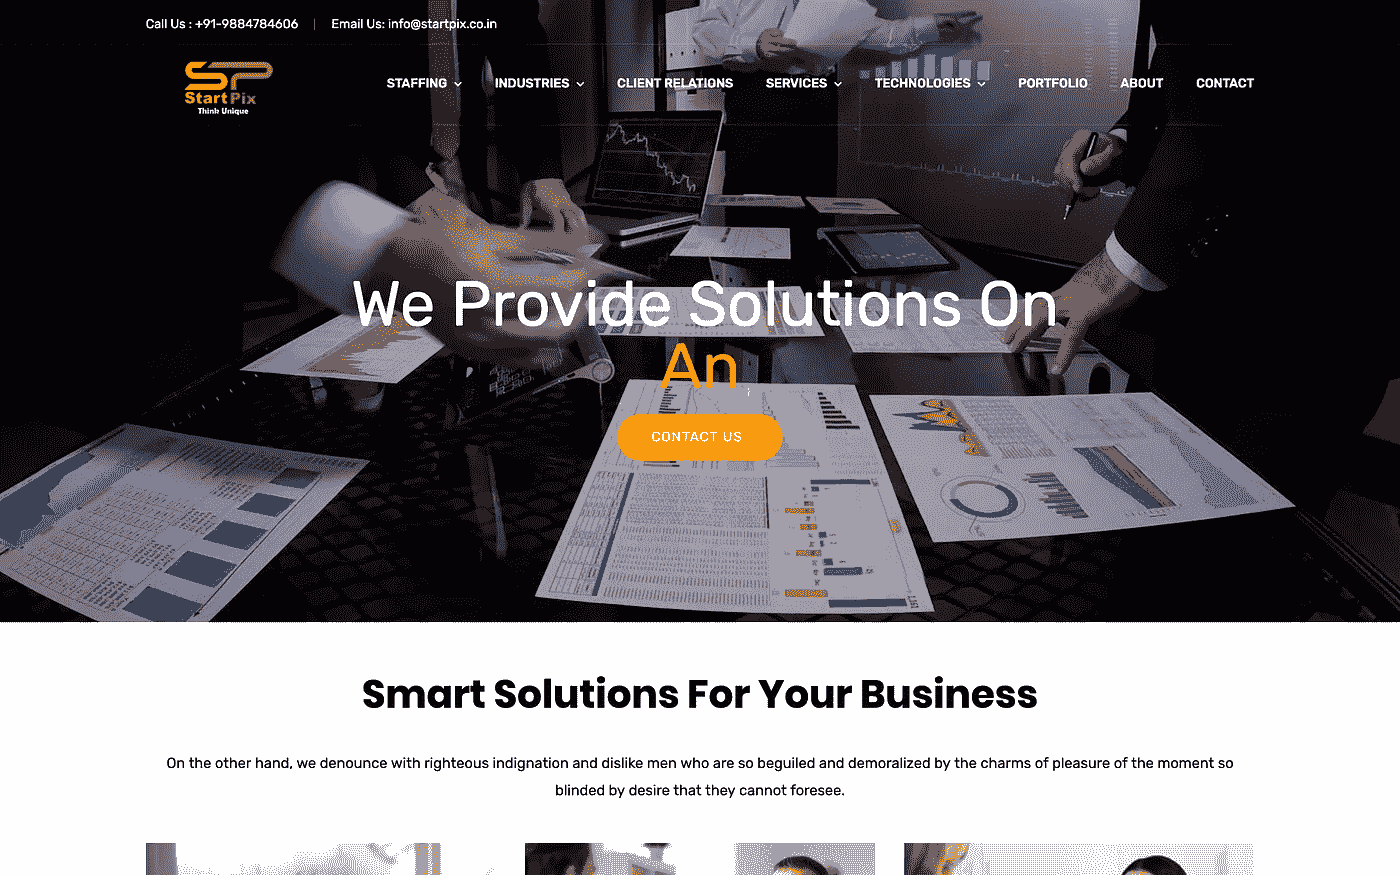 Call Us : +91-9884784606 | Email Us: info@startpix.co.in
SP
StartPix
Think Unique
STAFFING INDUSTRIES CLIENT RELATIONS SERVICES TECHNOLOGIES PORTFOLIO ABOUT CONTACT
We Provide Solutions On
An
CONTACT US
Smart Solutions For Your Business
On the other hand, we denounce with righteous indignation and dislike men who are so beguiled and demoralized by the charms of pleasure of the moment so
blinded by desire that they cannot foresee.